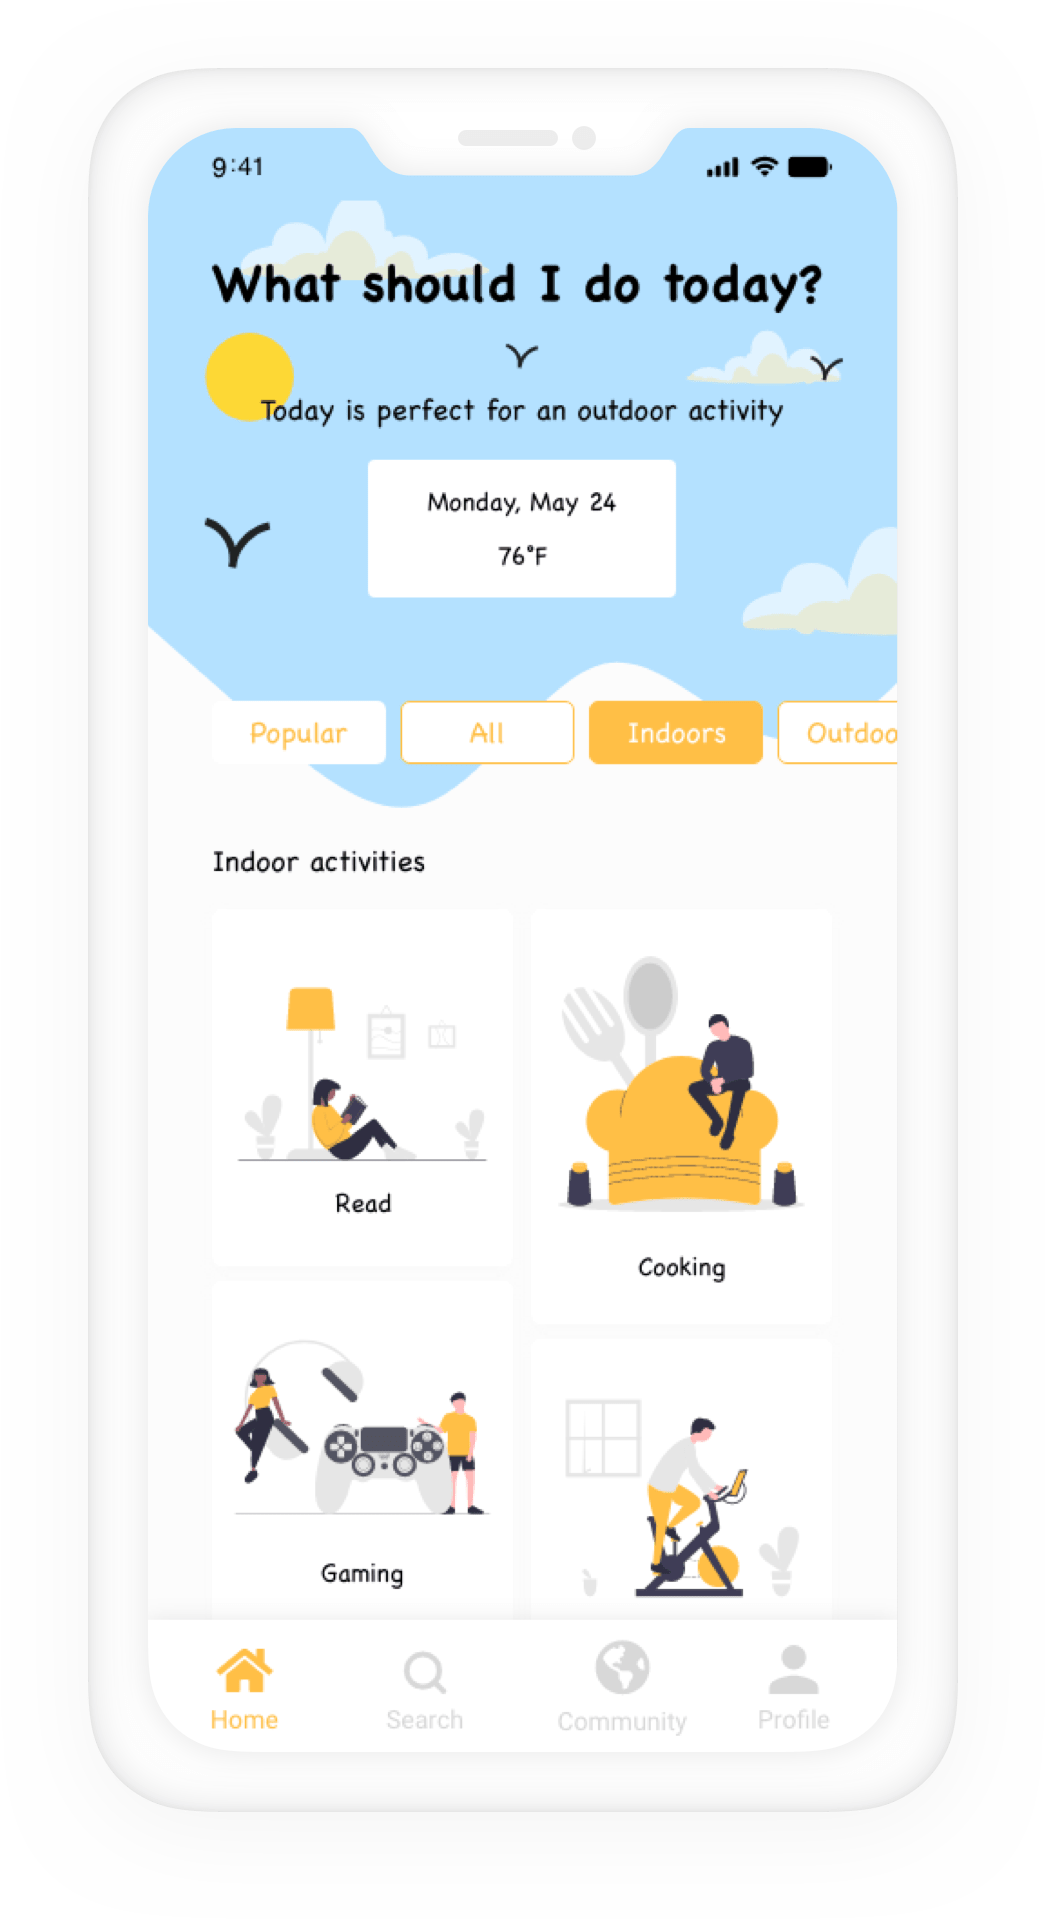 9:41
What should I do today?
Today is perfect for an outdoor activity
Monday, May 24
76°F
Popular
All
Indoors
Outdoo
Indoor activities
Read
Cooking
Gaming
Home
Search
Community
Profile